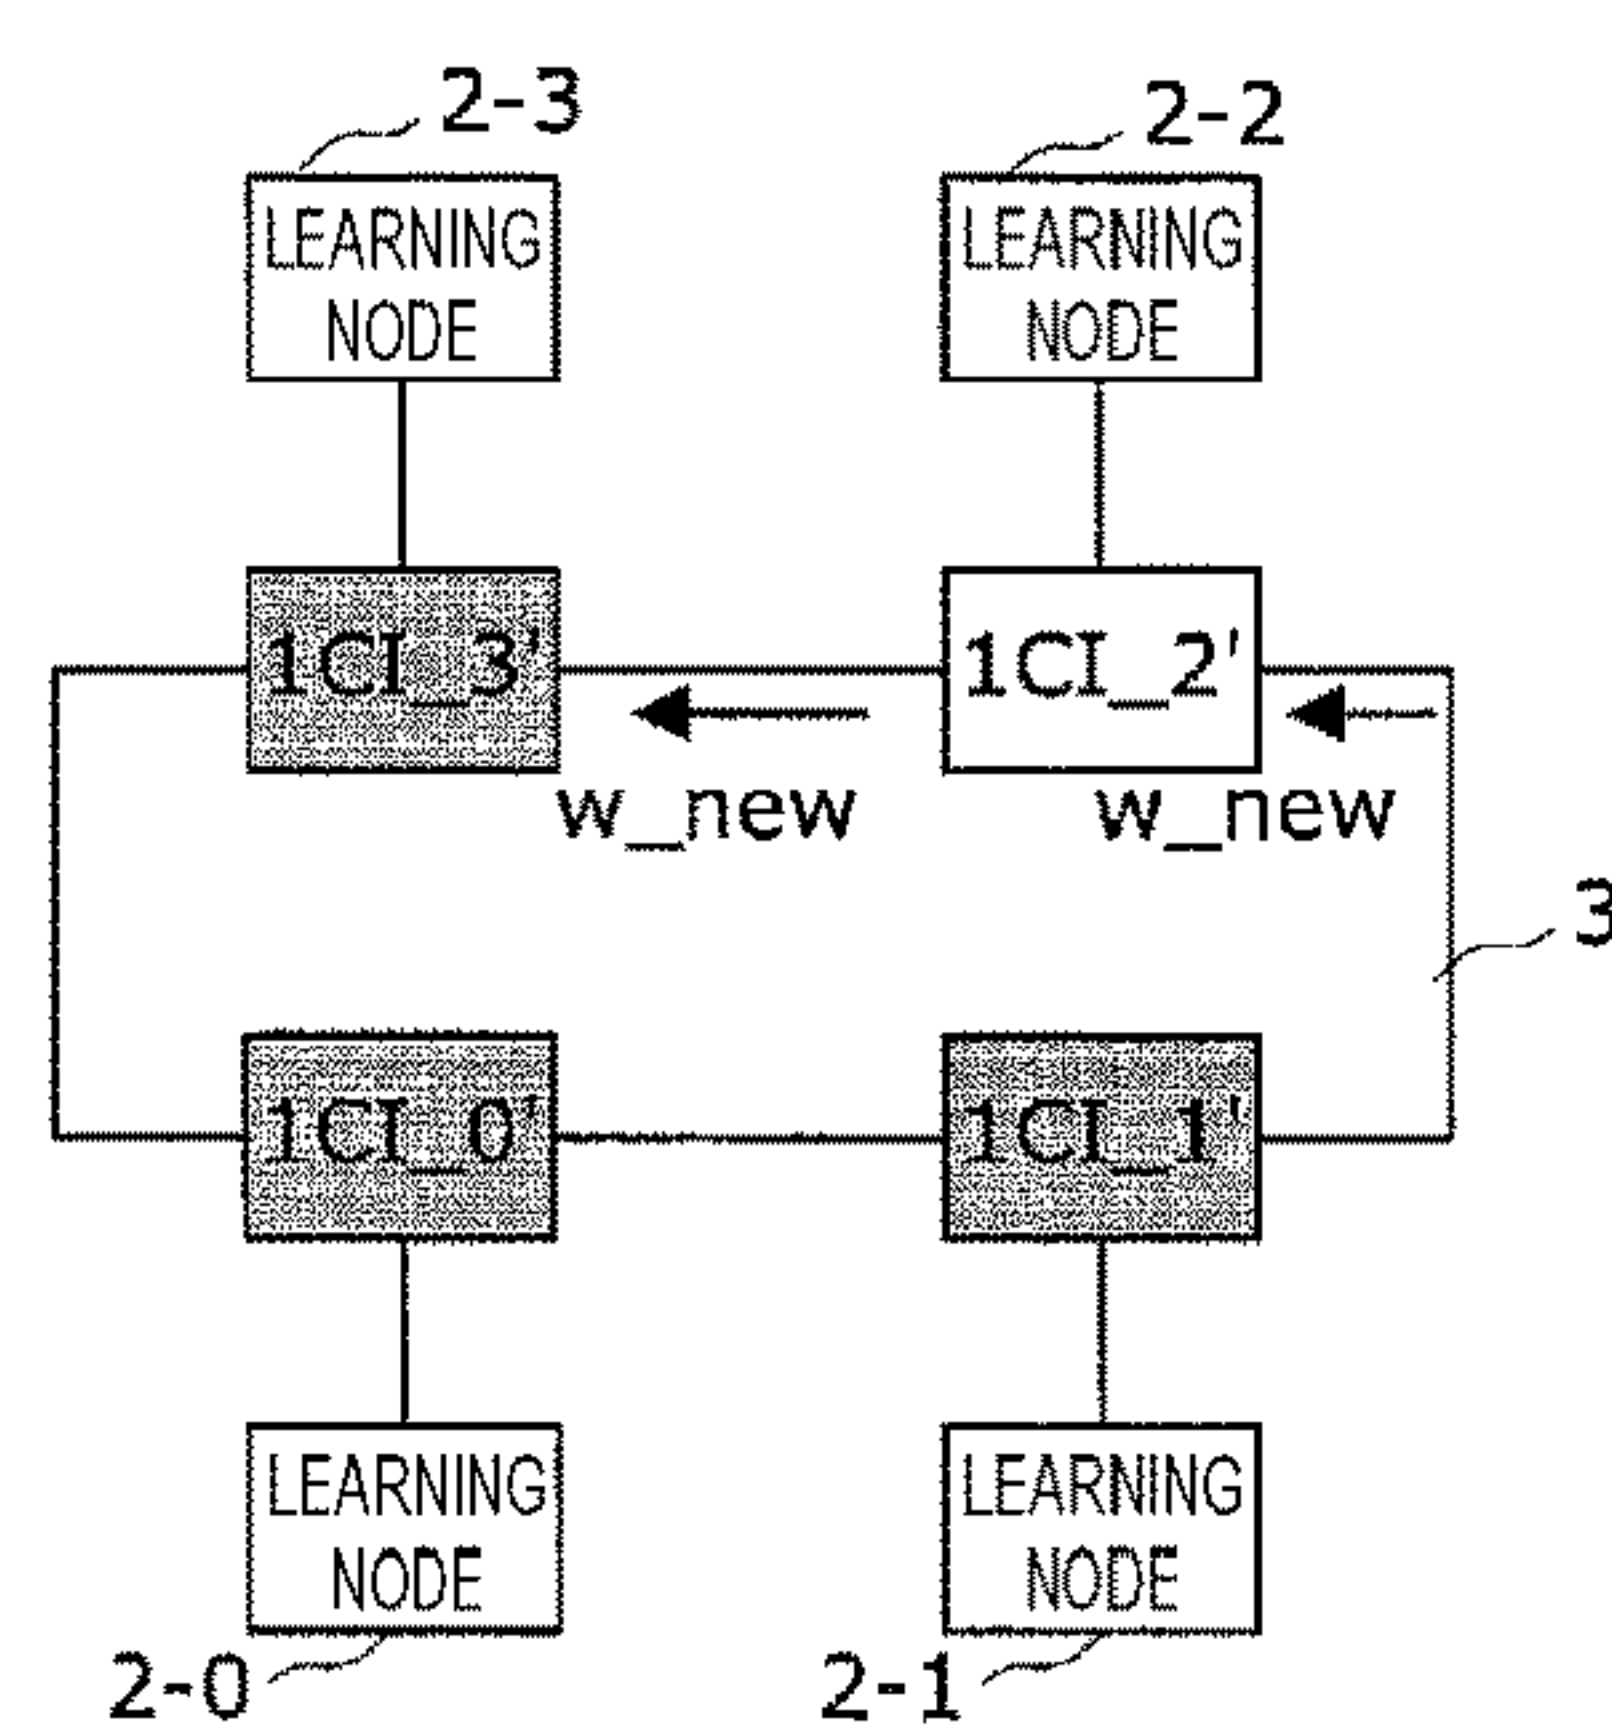 2-3
2-2
LEARNING
NODE
LEARNING
NODE
1CI_3'
1CI_2'
w_new
w_new
3
1CI_0'
1CI_1'
LEARNING
NODE
LEARNING
NODE
2-0
2-1